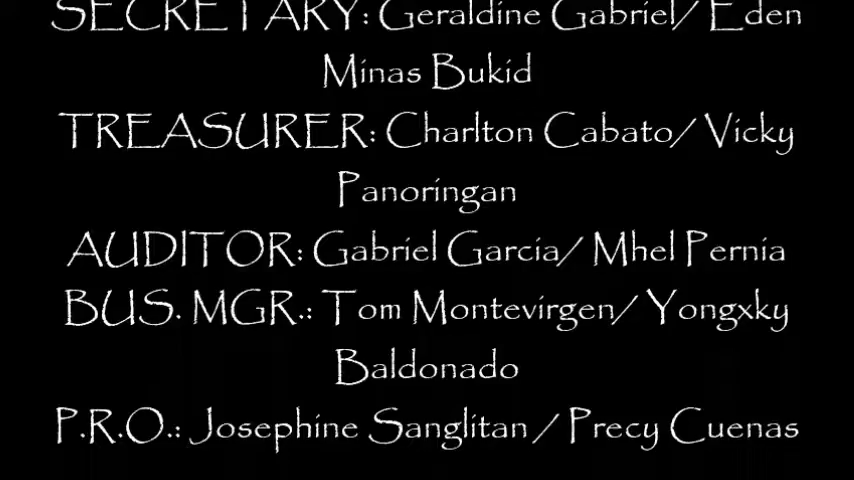 SECRETARY: Geraldine Gabriel/ Eden
Minas Bukid
TREASURER: Charlton Cabato/ Vicky
Panoringan
AUDITOR: Gabriel Garcia/ Mhel Pernia
BUS. MGR.: Tom Montevirgen/ Yongxky
Baldonado
P.R.O.: Josephine Sanglitan / Precy Cuenas